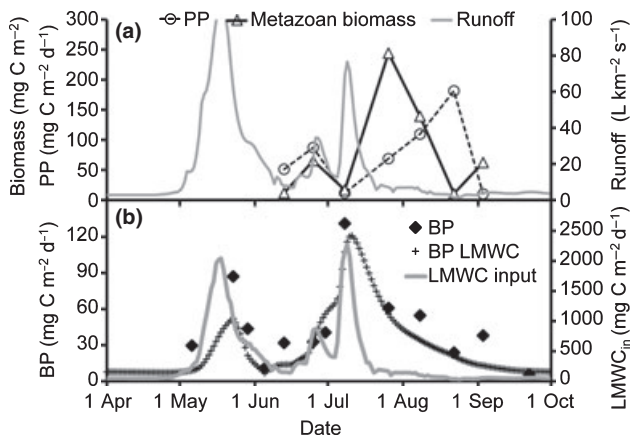 PP Metazoan biomass Runoff
(a)
Biomass (mg C m–2)
PP (mg C m–2 d–1)
300
250
200
150
100
50
0
100
80
60
40
20
0
Runoff (L km–2 s–1)
(b)
BP
BP LMWC
LMWC input
BP (mg C m–2 d–1)
120
90
60
30
0
2500
2000
1500
1000
500
0
LMWCin (mg C m–2 d–1)
1 Apr 1 May 1 Jun 1 Jul 1 Aug 1 Sep 1 Oct
Date